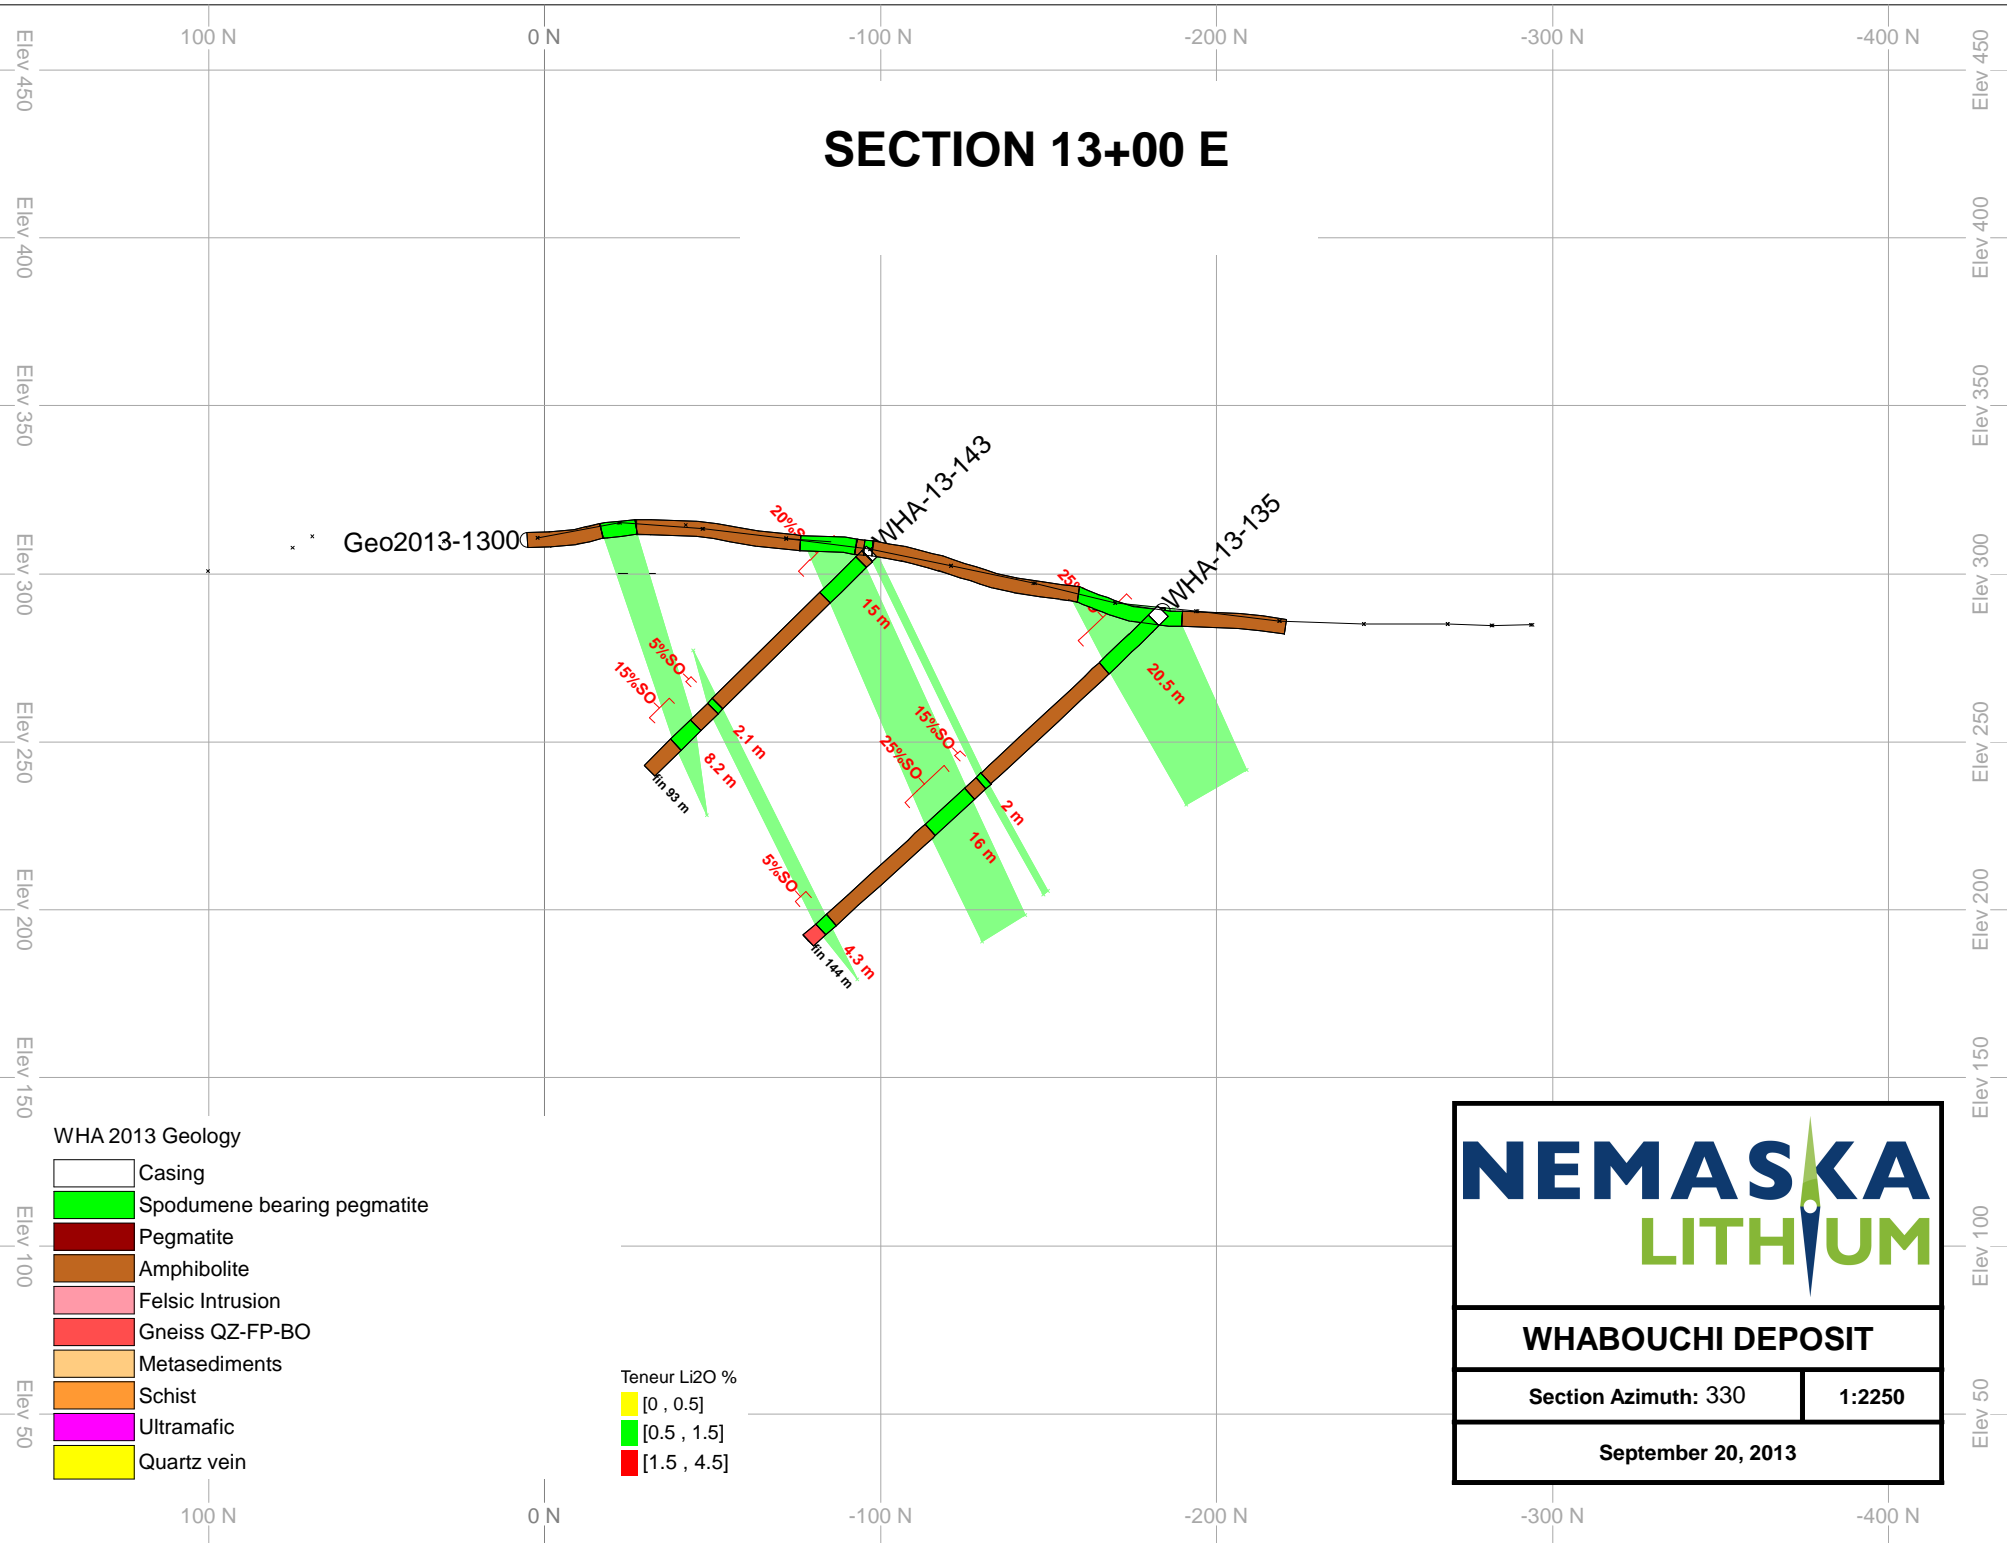 100 N
0 N
-100 N
-200 N
-300 N
-400 N
Elev 450
Elev 450
SECTION 13+00 E
Elev 400
Elev 400
Elev 350
Elev 350
WHA-13-143
WHA-13-135
Geo2013-1300
Elev 300
Elev 300
15 m
5%SO
15%SO
20.5 m
2.1 m
8.2 m
15%SO
25%SO
Elev 250
Elev 250
fin 93 m
2 m
16 m
5%SO
Elev 200
Elev 200
4.3 m
fin 144 m
Elev 150
Elev 150
WHA 2013 Geology
Casing
Spodumene bearing pegmatite
Pegmatite
Amphibolite
Felsic Intrusion
Gneiss QZ-FP-BO
Metasediments
Schist
Ultramafic
Quartz vein
Elev 100
Elev 100
Teneur Li2O %
[0 , 0.5]
[0.5 , 1.5]
[1.5 , 4.5]
NEMASKA
LITHIUM
WHABOUCHI DEPOSIT
Section Azimuth: 330
1:2250
September 20, 2013
Elev 50
Elev 50
100 N
0 N
-100 N
-200 N
-300 N
-400 N